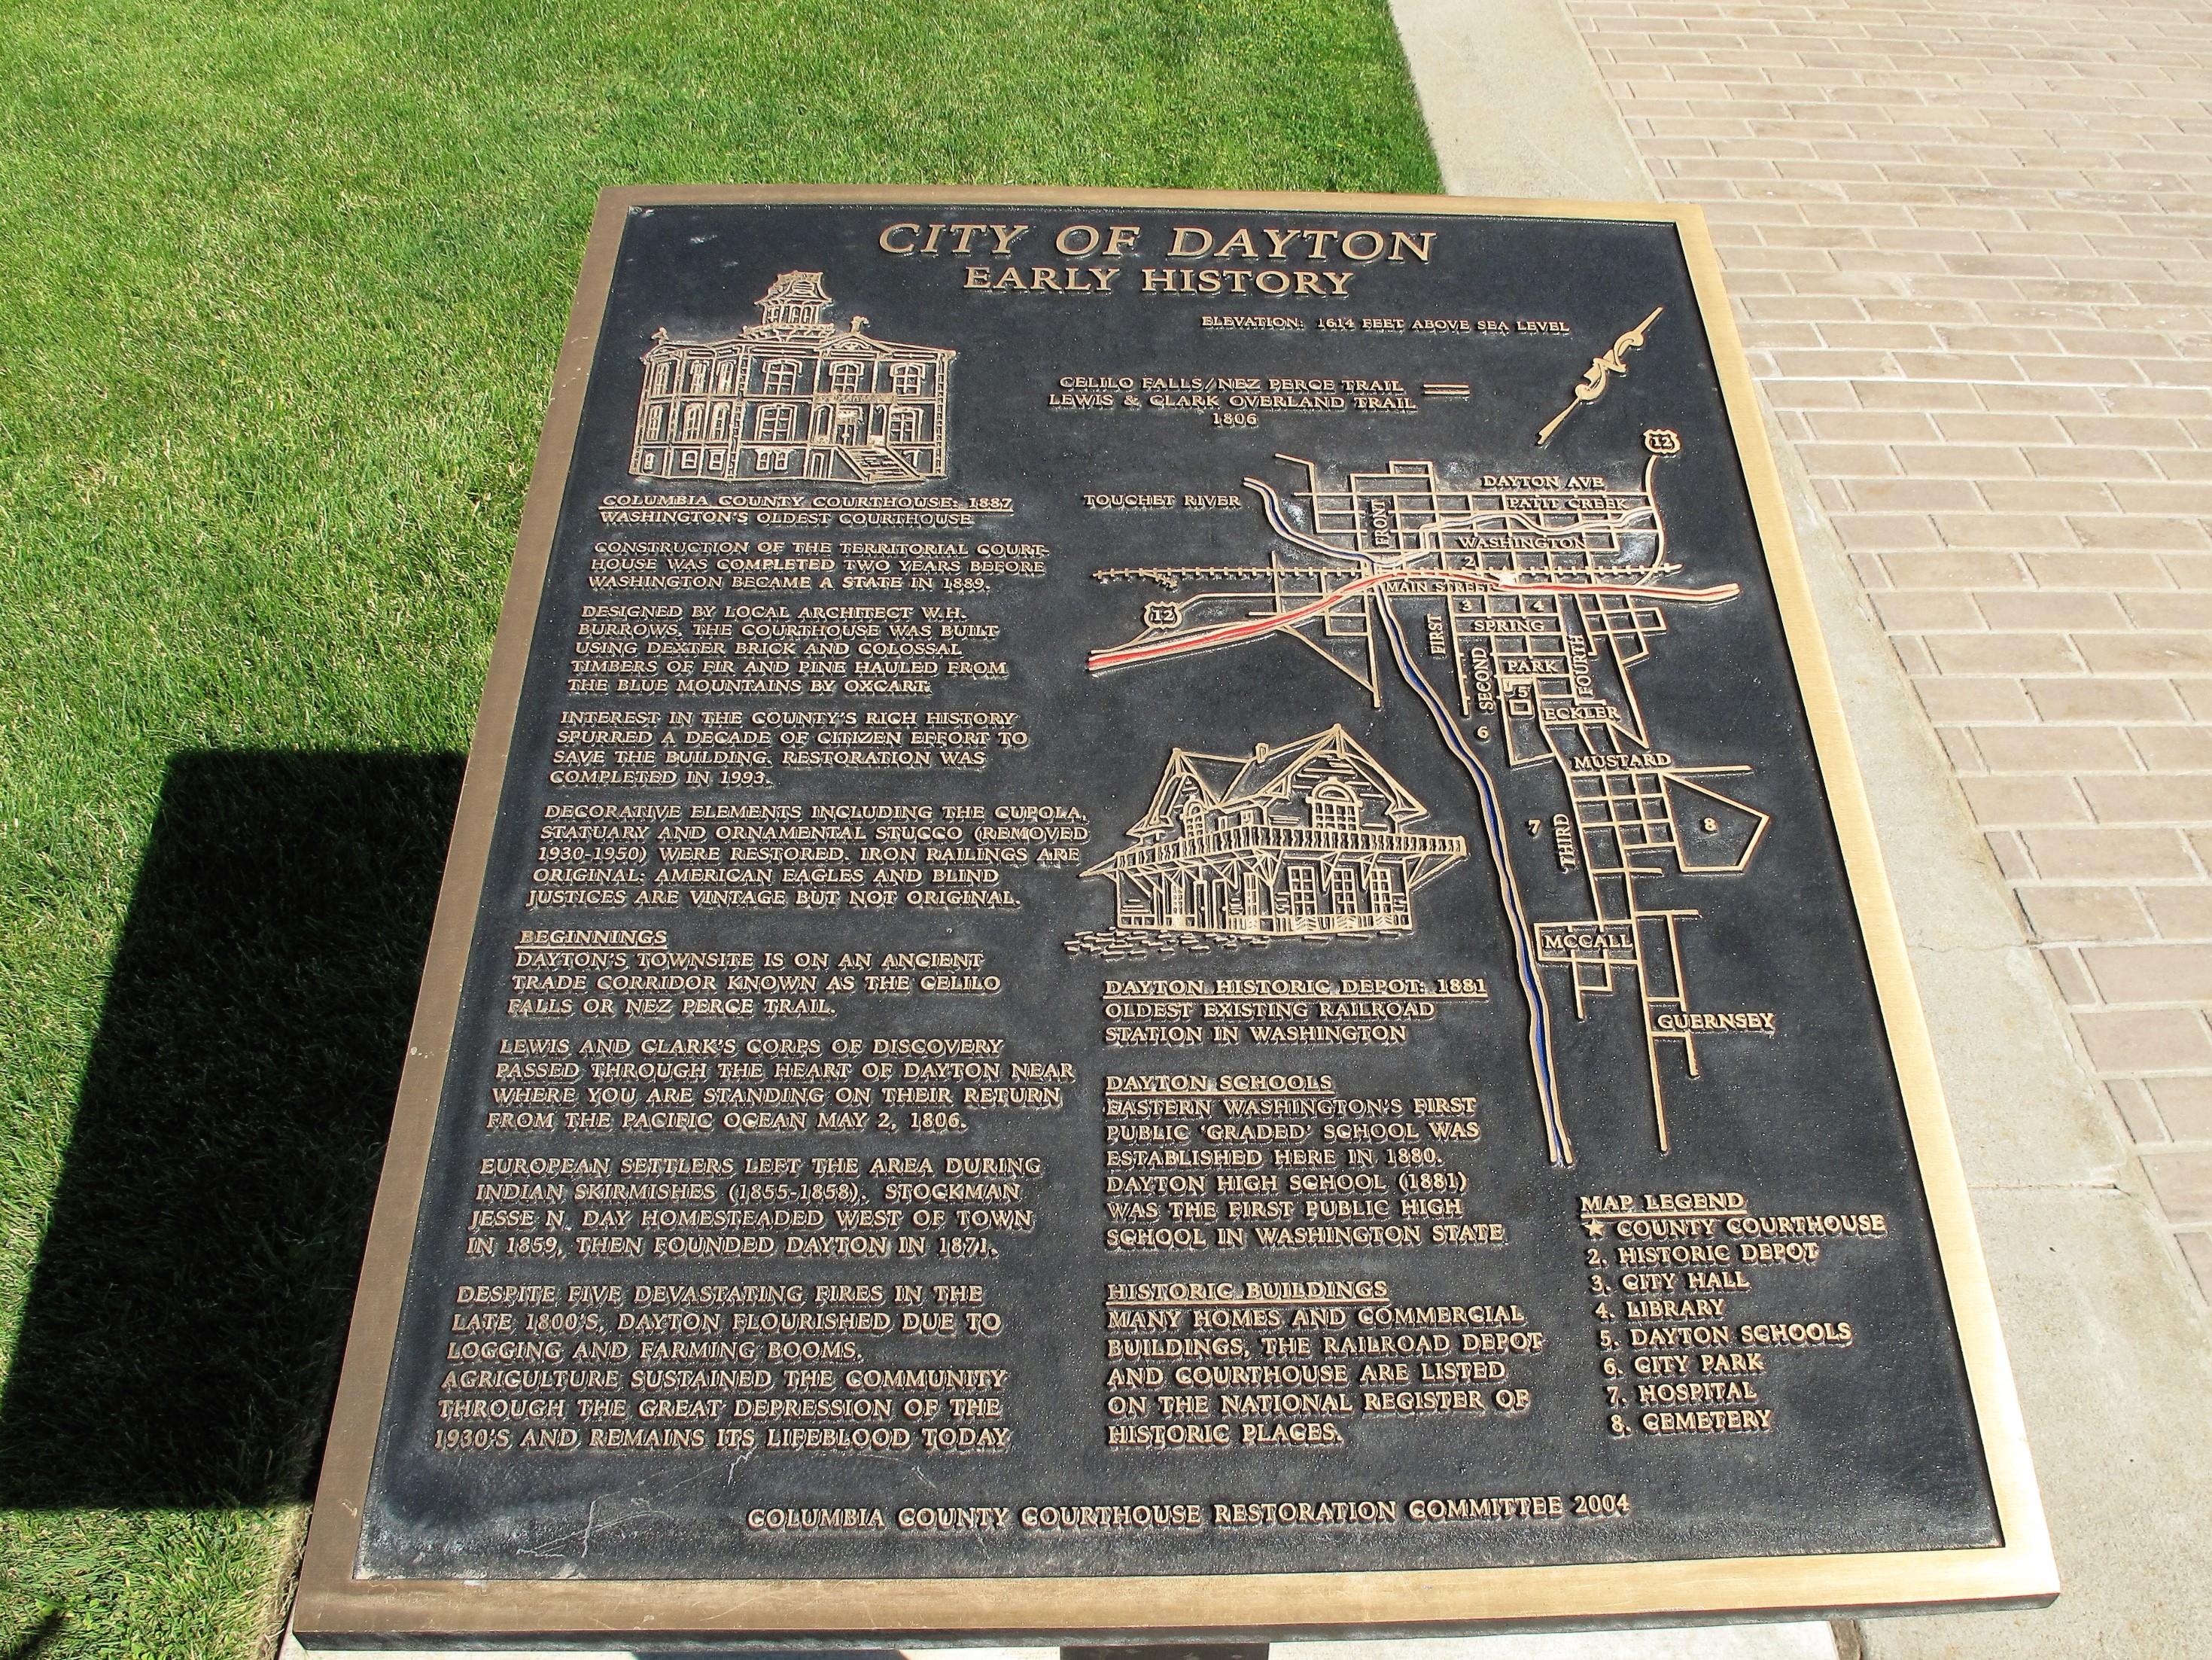 CITY OF DAYTON
EARLY HISTORY
ELEVATION: 1614 FEET ABOVE SEA LEVEL
CELILO FALLS/NEZ PERCE TRAIL
LEWIS & CLARK OVERLAND TRAIL
1806
N
COLUMBIA COUNTY COURTHOUSE: 1887
WASHINGTON'S OLDEST COURTHOUSE
CONSTRUCTION OF THE TERRITORIAL COURT-
HOUSE WAS COMPLETED TWO YEARS BEFORE
WASHINGTON BECAME A STATE IN 1889.
DESIGNED BY LOCAL ARCHITECT W.H.
BURROWS, THE COURTHOUSE WAS BUILT
USING DEXTER BRICK AND COLOSSAL
TIMBERS OF FIR AND PINE HAULED FROM
THE BLUE MOUNTAINS BY OXCART.
INTEREST IN THE COUNTY'S RICH HISTORY
SPURRED A DECADE OF CITIZEN EFFORT TO
SAVE THE BUILDING. RESTORATION WAS
COMPLETED IN 1993.
DECORATIVE ELEMENTS INCLUDING THE CUPOLA,
STATUARY AND ORNAMENTAL STUCCO (REMOVED
1930-1950) WERE RESTORED. IRON RAILINGS ARE
ORIGINAL; AMERICAN EAGLES AND BLIND
JUSTICES ARE VINTAGE BUT NOT ORIGINAL.
BEGINNINGS
DAYTON'S TOWNSITE IS ON AN ANCIENT
TRADE CORRIDOR KNOWN AS THE CELILO
FALLS OR NEZ PERCE TRAIL.
LEWIS AND CLARK'S CORPS OF DISCOVERY
PASSED THROUGH THE HEART OF DAYTON NEAR
WHERE YOU ARE STANDING ON THEIR RETURN
FROM THE PACIFIC OCEAN MAY 2, 1806.
EUROPEAN SETTLERS LEFT THE AREA DURING
INDIAN SKIRMISHES (1855-1858). STOCKMAN
JESSE N. DAY HOMESTEADED WEST OF TOWN
IN 1859, THEN FOUNDED DAYTON IN 1871.
DESPITE FIVE DEVASTATING FIRES IN THE
LATE 1800'S, DAYTON FLOURISHED DUE TO
LOGGING AND FARMING BOOMS.
AGRICULTURE SUSTAINED THE COMMUNITY
THROUGH THE GREAT DEPRESSION OF THE
1930'S AND REMAINS ITS LIFEBLOOD TODAY
12
TOUCHET RIVER
DAYTON AVE
PATIT CREEK
FRONT
WASHINGTON
2
MAIN STREET
12
3
4
FIRST
SPRING
SECOND
PARK
FOURTH
5
ECKLER
6
MUSTARD
7
THIRD
8
MCCALL
GUERNSBY
DAYTON HISTORIC DEPOT: 1881
OLDEST EXISTING RAILROAD
STATION IN WASHINGTON
DAYTON SCHOOLS
EASTERN WASHINGTON'S FIRST
PUBLIC 'GRADED' SCHOOL WAS
ESTABLISHED HERE IN 1880.
DAYTON HIGH SCHOOL (1881)
WAS THE FIRST PUBLIC HIGH
SCHOOL IN WASHINGTON STATE
HISTORIC BUILDINGS
MANY HOMES AND COMMERCIAL
BUILDINGS, THE RAILROAD DEPOT
AND COURTHOUSE ARE LISTED
ON THE NATIONAL REGISTER OF
HISTORIC PLACES.
MAP LEGEND
★ COUNTY COURTHOUSE
2. HISTORIC DEPOT
3. CITY HALL
4. LIBRARY
5. DAYTON SCHOOLS
6. CITY PARK
7. HOSPITAL
8. CEMETERY
COLUMBIA COUNTY COURTHOUSE RESTORATION COMMITTEE 2004